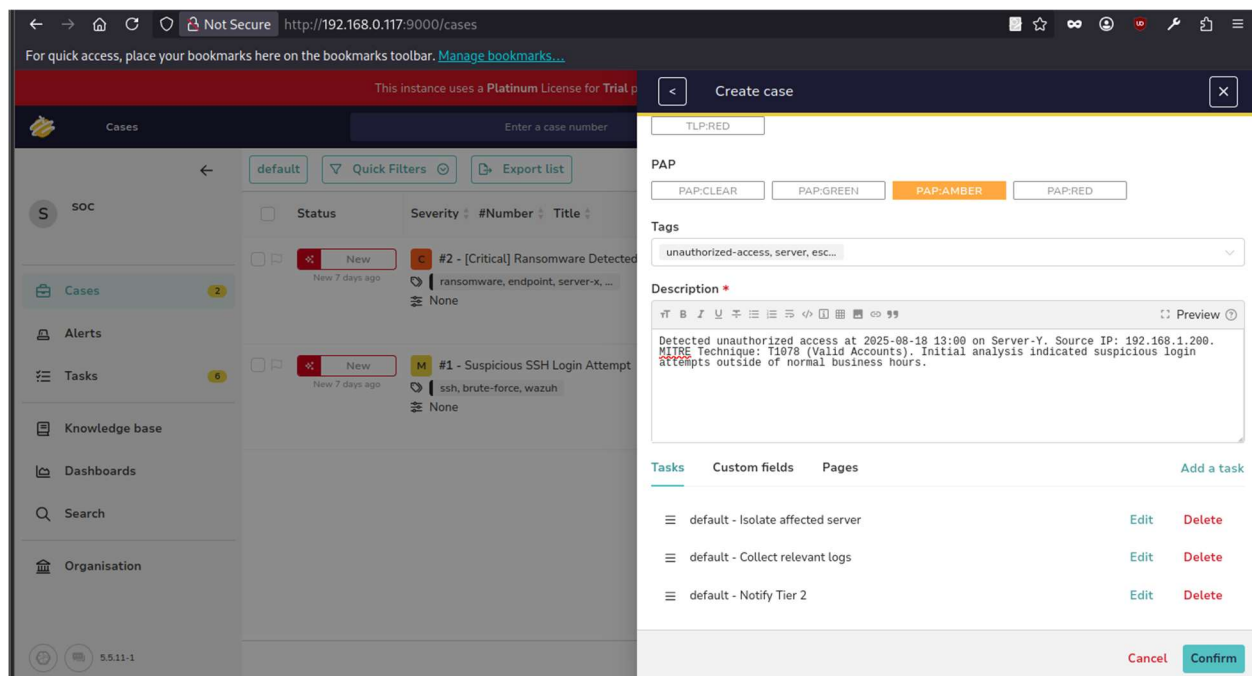 Not Secure http://192.168.0.117:9000/cases
For quick access, place your bookmarks here on the bookmarks toolbar. Manage bookmarks...
This instance uses a Platinum License for Trial p
< Create case ×
Cases Enter a case number
TLP:RED
PAP
PAP:CLEAR PAP:GREEN PAP:AMBER PAP:RED
default Quick Filters Export list
S SOC
Status Severity #Number Title
Tags
unauthorized-access, server, esc...
New C #2 - [Critical] Ransomware Detected
New 7 days ago ransomware, endpoint, server-x, ...
None
Cases 2
Alerts
Tasks 6
Knowledge base
Dashboards
Search
Organisation
New M #1 - Suspicious SSH Login Attempt
New 7 days ago ssh, brute-force, wazuh
None
Description *
Preview
Detected unauthorized access at 2025-08-18 13:00 on Server-Y. Source IP: 192.168.1.200.
MITRE Technique: T1078 (Valid Accounts). Initial analysis indicated suspicious login
attempts outside of normal business hours.
Tasks Custom fields Pages Add a task
default - Isolate affected server Edit Delete
default - Collect relevant logs Edit Delete
default - Notify Tier 2 Edit Delete
5.5.11-1
Cancel Confirm